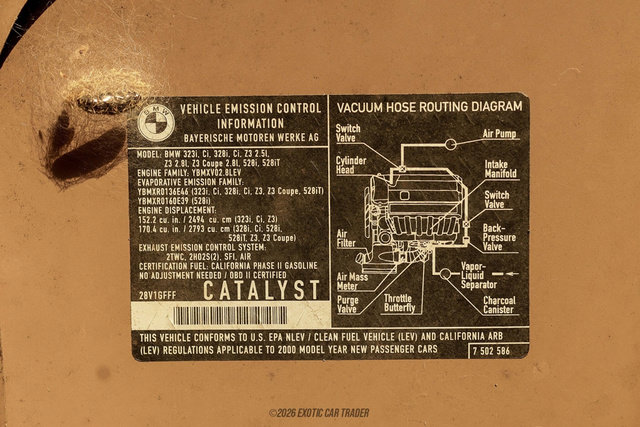 BMW
VEHICLE EMISSION CONTROL
INFORMATION
BAYERISCHE MOTOREN WERKE AG
MODEL: BMW 323i, Ci, 328i, Ci, Z3 2.5l,
Z3 2.8l, Z3 Coupe 2.8l, 528i, 528iT
ENGINE FAMILY: YBMXV02.8LEV
EVAPORATIVE EMISSION FAMILY:
YBMXR0136E46 (323i, Ci, 328i, Ci, Z3, Z3 Coupe, 528iT)
YBMXR0160E39 (528i)
ENGINE DISPLACEMENT:
152.2 cu. in / 2494 cu. cm (323i, Ci, Z3)
170.4 cu. in / 2793 cu. cm (328i, Ci, 528i,
528iT, Z3, Z3 Coupe)
EXHAUST EMISSION CONTROL SYSTEM:
2TWC, 2HO2S(2), SFI, AIR
CERTIFICATION FUEL: CALIFORNIA PHASE II GASOLINE
NO ADJUSTMENT NEEDED / OBD II CERTIFIED
28V1GFFF CATALYST
VACUUM HOSE ROUTING DIAGRAM
Switch
Valve
Air Pump
Cylinder
Head
Intake
Manifold
Switch
Valve
Air
Filter
Back-
Pressure
Valve
Air Mass
Meter
Vapor-
Liquid
Separator
Purge
Valve
Throttle
Butterfly
Charcoal
Canister
THIS VEHICLE CONFORMS TO U.S. EPA NLEV / CLEAN FUEL VEHICLE (LEV) AND CALIFORNIA ARB
(LEV) REGULATIONS APPLICABLE TO 2000 MODEL YEAR NEW PASSENGER CARS
7 502 586
©2026 EXOTIC CAR TRADER